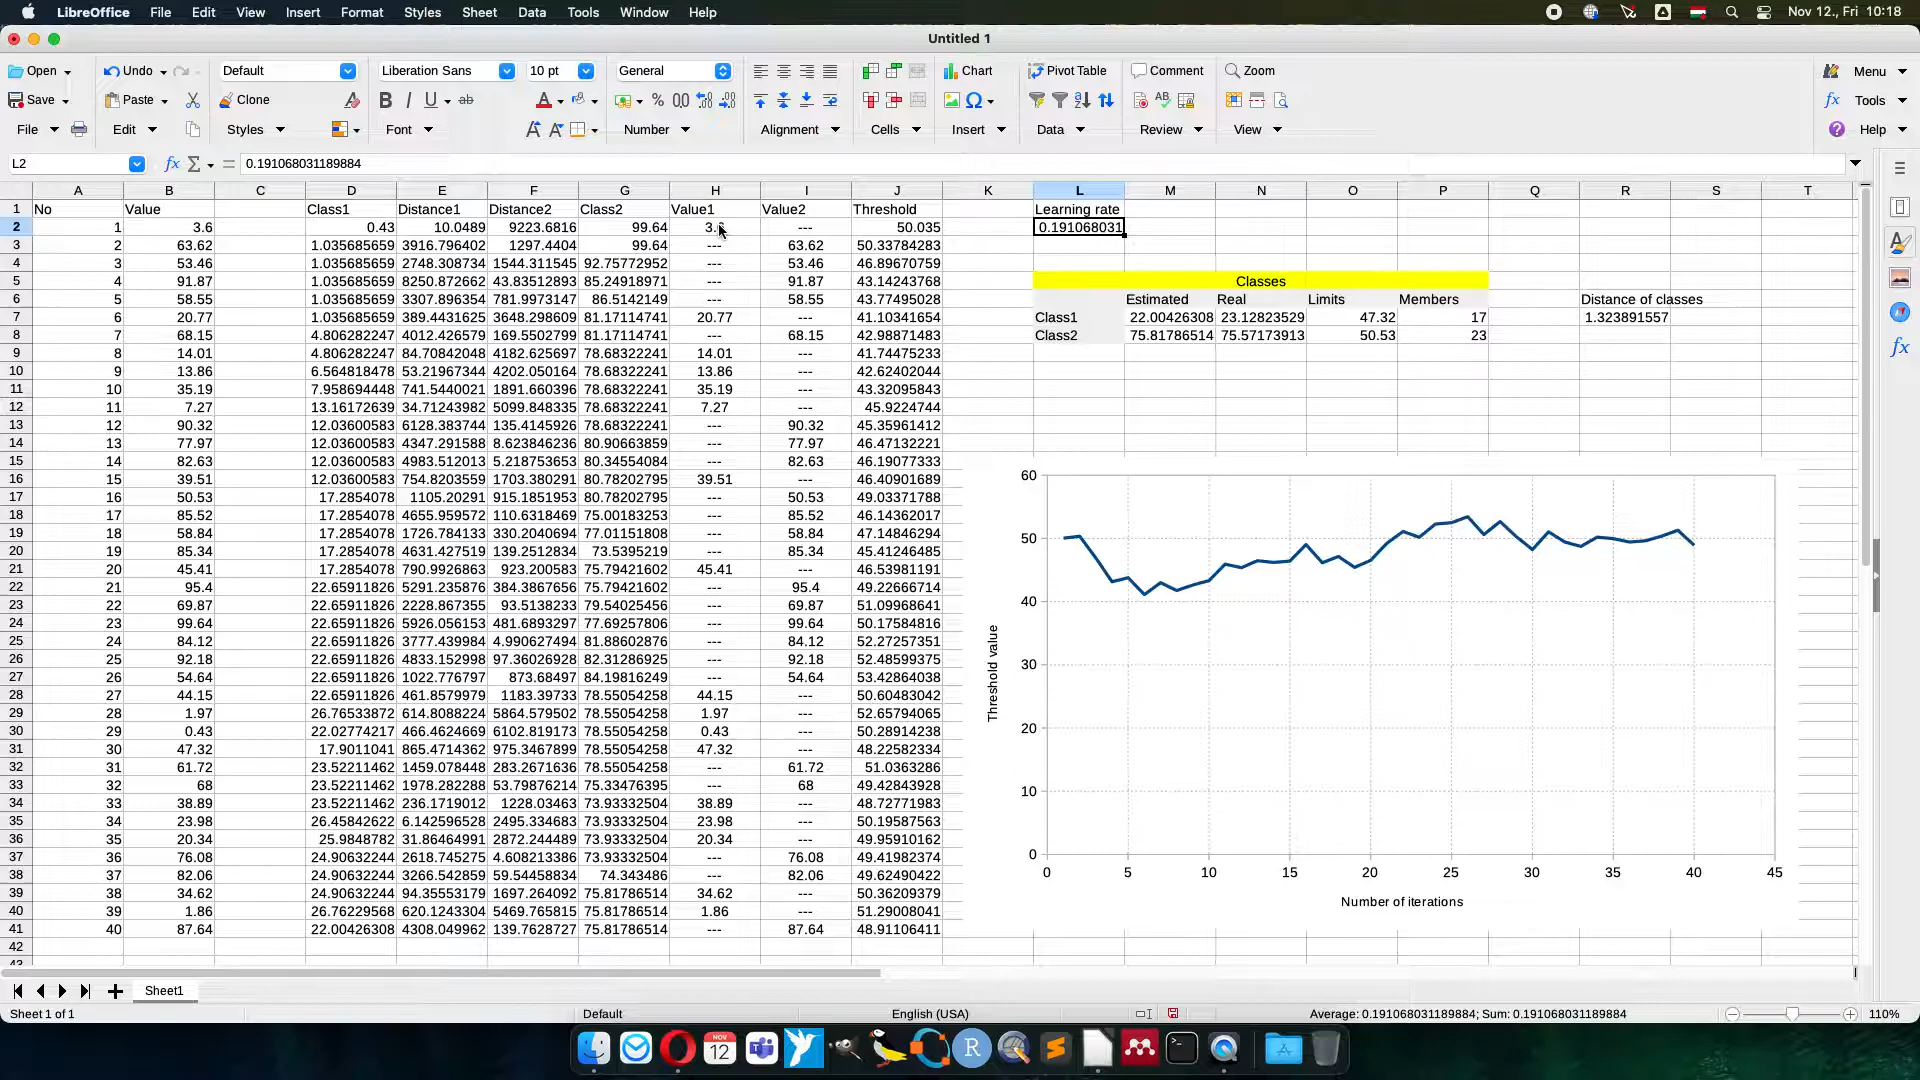 LibreOffice File Edit View Insert Format Styles Sheet Data Tools Window Help Nov 12., Fri 10:18
Untitled 1
Open Undo Default Liberation Sans 10 pt General Chart Pivot Table Comment Zoom Menu
Save Paste Clone Tools
File Edit Styles Font Number Alignment Cells Insert Data Review View Help
L2 0.191068031189884
A B C D E F G H I J K L M N O P Q R S T
1 No Value Class1 Distance1 Distance2 Class2 Value1 Value2 Threshold Learning rate
2 1 3.6 0.43 10.0489 9223.6816 99.64 --- 50.035 0.191068031
3 2 63.62 1.035685659 3916.796402 1297.4404 99.64 --- 63.62 50.33784283
4 3 53.46 1.035685659 2748.308734 1544.311545 92.75772952 --- 53.46 46.89670759
5 4 91.87 1.035685659 8250.872662 43.83512893 85.24918971 --- 91.87 43.14243768 Classes
6 5 58.55 1.035685659 3307.896354 781.9973147 86.5142149 --- 58.55 43.77495028 Estimated Real Limits Members Distance of classes
7 6 20.77 1.035685659 389.4431625 3648.298609 81.17114741 20.77 --- 41.10341654 Class1 22.00426308 23.12823529 47.32 17 1.323891557
8 7 68.15 4.806282247 4012.426579 169.5502799 81.17114741 --- 68.15 42.98871483 Class2 75.81786514 75.57173913 50.53 23
9 8 14.01 4.806282247 84.70842048 4182.625697 78.68322241 14.01 --- 41.74475233
10 9 13.86 6.564818478 53.21967344 4202.050164 78.68322241 13.86 --- 42.62402044
11 10 35.19 7.958694448 741.5440021 1891.660396 78.68322241 35.19 --- 43.32095843
12 11 7.27 13.16172639 34.71243982 5099.848335 78.68322241 7.27 --- 45.9224744
13 12 90.32 12.03600583 6128.383744 135.4145926 78.68322241 --- 90.32 45.35961412
14 13 77.97 12.03600583 4347.291588 8.623846236 80.90663859 --- 77.97 46.47132221
15 14 82.63 12.03600583 4983.512013 5.218753653 80.34554084 --- 82.63 46.19077333
16 15 39.51 12.03600583 754.8203559 1703.380291 80.78202795 39.51 --- 46.40901689
17 16 50.53 17.2854078 1105.20291 915.1851953 80.78202795 --- 50.53 49.03371788
18 17 85.52 17.2854078 4655.959572 110.6318469 75.00183253 --- 85.52 46.14362017
19 18 58.84 17.2854078 1726.784133 330.2040694 77.01151808 --- 58.84 47.14846294
20 19 85.34 17.2854078 4631.427519 139.2512834 73.5395219 --- 85.34 45.41246485
21 20 45.41 17.2854078 790.9926863 923.200583 75.79421602 45.41 --- 46.53981191
22 21 95.4 22.65911826 5291.235876 384.3867656 75.79421602 --- 95.4 49.22666714
23 22 69.87 22.65911826 2228.867355 93.5138233 79.54025456 --- 69.87 51.09968641
24 23 99.64 22.65911826 5926.056153 481.6893297 77.69257806 --- 99.64 50.17584816
25 24 84.12 22.65911826 3777.439984 4.990627494 81.88602876 --- 84.12 52.27257351
26 25 92.18 22.65911826 4833.152998 97.36026928 82.31286925 --- 92.18 52.48599375
27 26 54.64 22.65911826 1022.776797 873.68497 84.19816249 --- 54.64 53.42864038
28 27 44.15 22.65911826 461.8579979 1183.39733 78.55054258 44.15 --- 50.60483042
29 28 1.97 26.76533872 614.8088224 5864.579502 78.55054258 1.97 --- 52.65794065
30 29 0.43 22.02774217 466.4624669 6102.819173 78.55054258 0.43 --- 50.28914238
31 30 47.32 17.9011041 865.4714362 975.3467899 78.55054258 47.32 --- 48.22582334
32 31 61.72 23.52211462 1459.078448 283.2671636 78.55054258 --- 61.72 51.0363286
33 32 68 23.52211462 1978.282288 53.79876214 75.33476395 --- 68 49.42843928
34 33 38.89 23.52211462 236.1719012 1228.03463 73.93332504 38.89 --- 48.72771983
35 34 23.98 26.45842622 6.142596528 2495.334683 73.93332504 23.98 --- 50.19587563
36 35 20.34 25.9848782 31.86464991 2872.244489 73.93332504 20.34 --- 49.95910162
37 36 76.08 24.90632244 2618.745275 4.608213386 73.93332504 --- 76.08 49.41982374
38 37 82.06 24.90632244 3266.542859 59.54458834 74.343486 --- 82.06 49.62490422
39 38 34.62 24.90632244 94.35553179 1697.264092 75.81786514 34.62 --- 50.36209379
40 39 1.86 26.76229568 620.1243304 5469.765815 75.81786514 1.86 --- 51.29008041
41 40 87.64 22.00426308 4308.049962 139.7628727 75.81786514 --- 87.64 48.91106411
42
43
60
50
40
30
20
10
0
Threshold value
0 5 10 15 20 25 30 35 40 45
Number of iterations
Sheet1
Sheet 1 of 1 Default English (USA) Average: 0.191068031189884; Sum: 0.191068031189884 110%
NOV
12
R